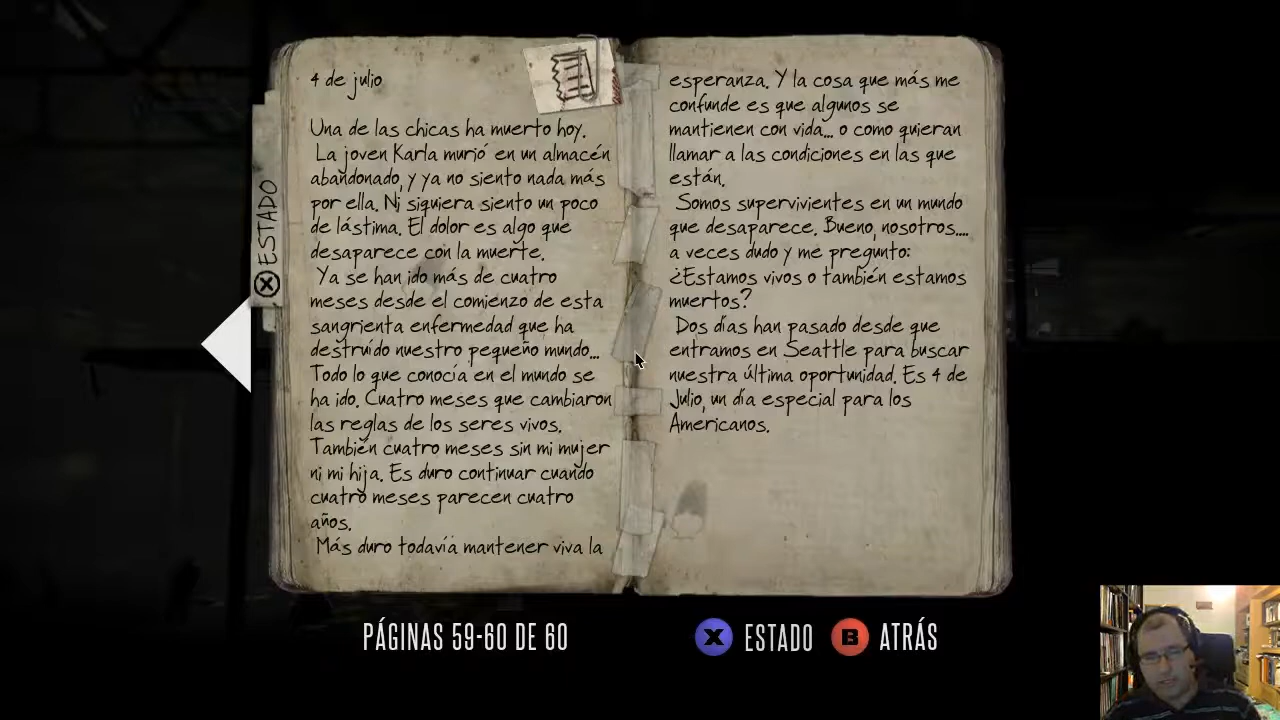 4 de julio
Una de las chicas ha muerto hoy.
La joven Karla murió en un almacén
abandonado, y ya no siento nada más
por ella. Ni siquiera siento un poco
de lástima. El dolor es algo que
desaparece con la muerte.
Ya se han ido más de cuatro
meses desde el comienzo de esta
sangrienta enfermedad que ha
destruído nuestro pequeño mundo...
Todo lo que conocía en el mundo se
ha ido. Cuatro meses que cambiaron
las reglas de los seres vivos.
También cuatro meses sin mi mujer
ni mi hija. Es duro continuar cuando
cuatro meses parecen cuatro
años.
Más duro todavía mantener viva la
esperanza. Y la cosa que más me
confunde es que algunos se
mantienen con vida... o como quieran
llamar a las condiciones en las que
están.
Somos supervivientes en un mundo
que desaparece. Bueno, nosotros....
a veces dudo y me pregunto:
¿Estamos vivos o también estamos
muertos?
Dos días han pasado desde que
entramos en Seattle para buscar
nuestra última oportunidad. Es 4 de
Julio, un día especial para los
Americanos.
X ESTADO
PÁGINAS 59-60 DE 60
X ESTADO B ATRÁS